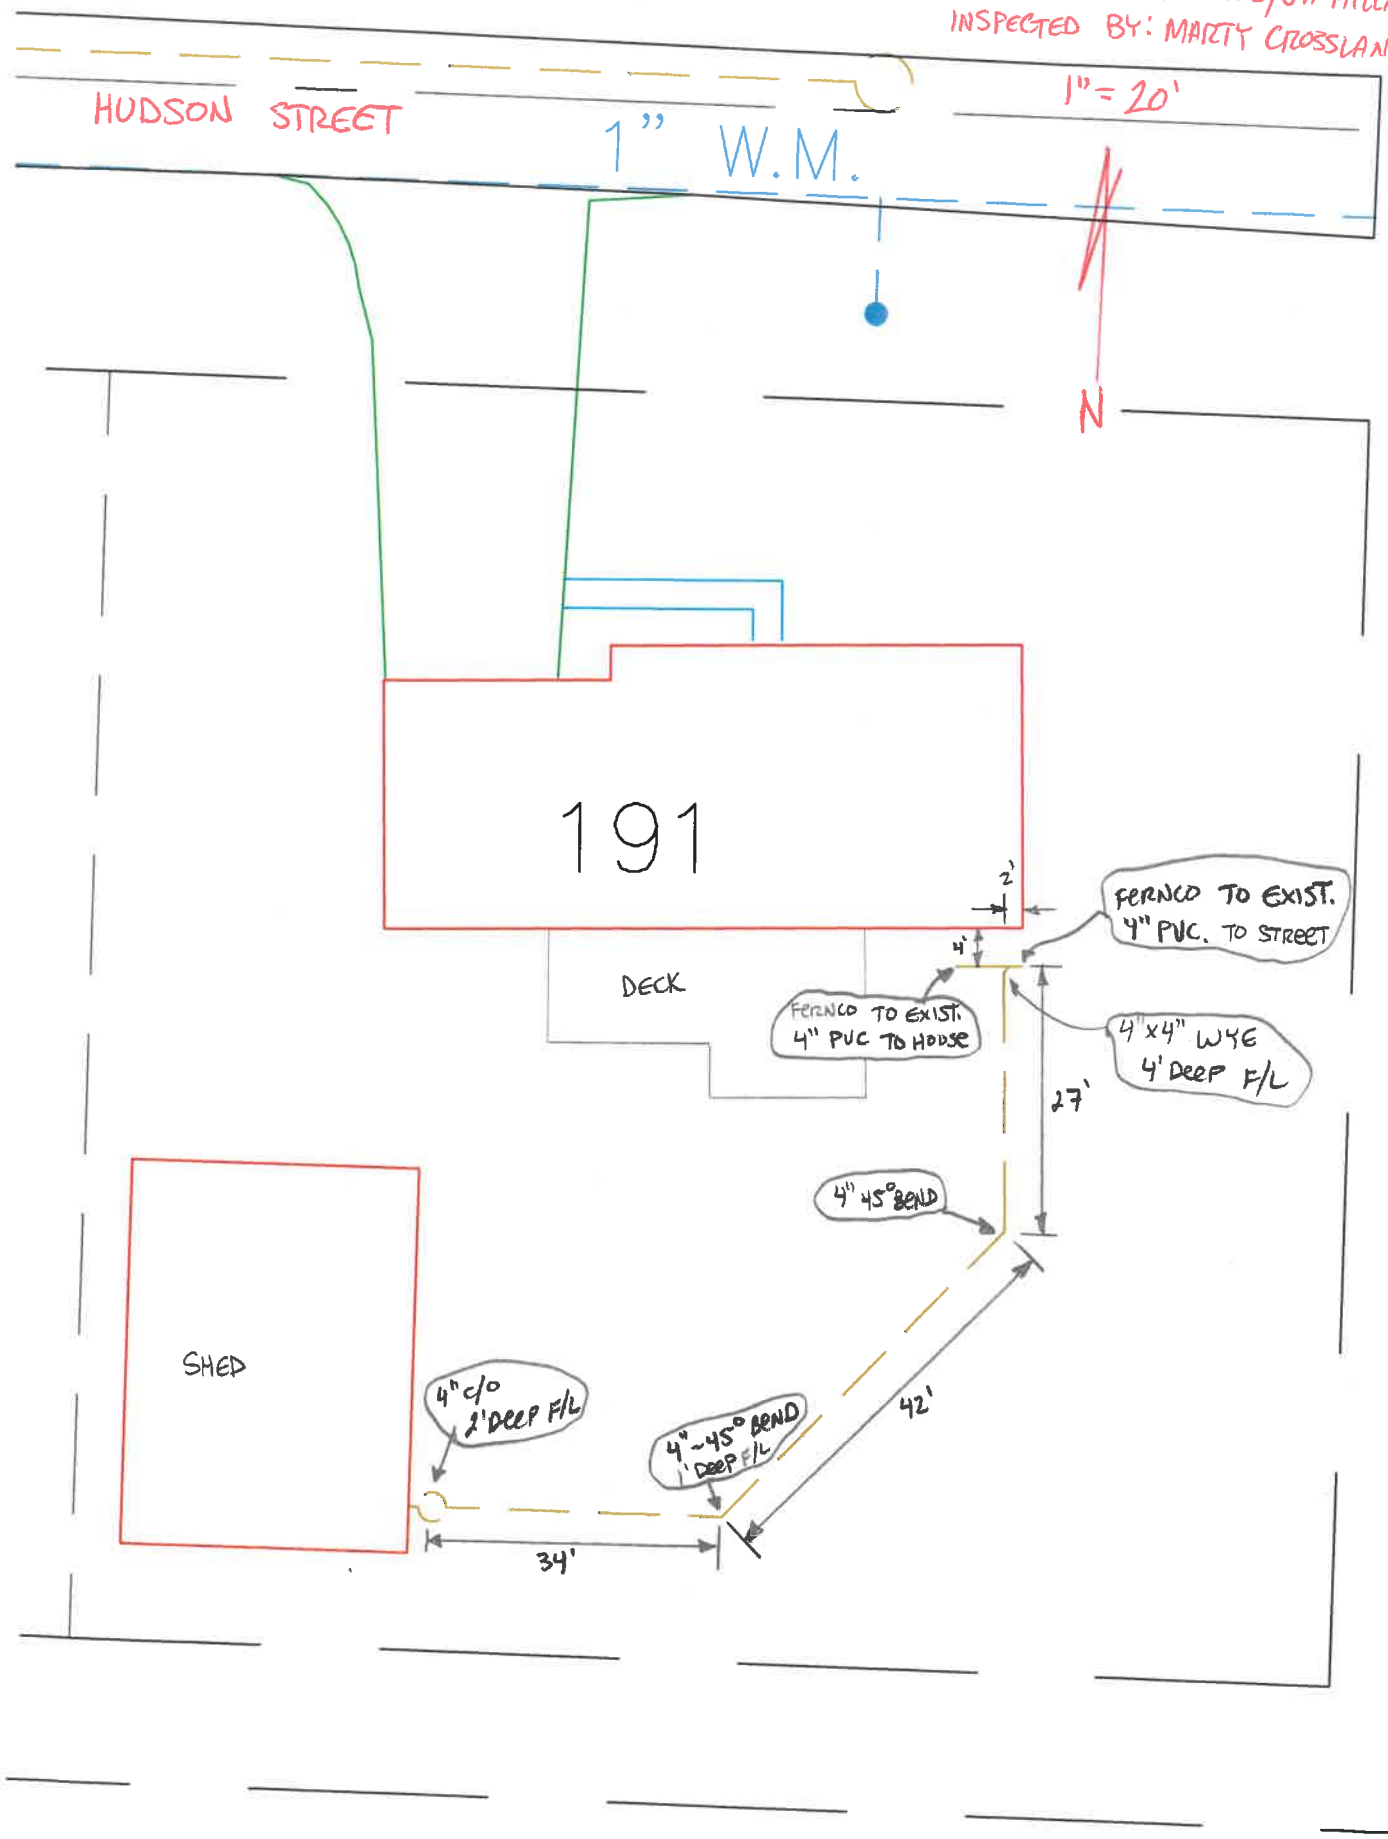 INSPECTED BY: MARTY CROSSLAN
1" = 20'
HUDSON STREET
1" W.M.
N
191
2'
4'
FERNCO TO EXIST.
4" PVC. TO STREET
DECK
FERNCO TO EXIST.
4" PVC TO HOUSE
4"x4" WYE
4' DEEP F/L
27'
4" 45° BEND
42'
SHED
4" c/o
2' DEEP F/L
4"-45° BEND
1' DEEP F/L
34'